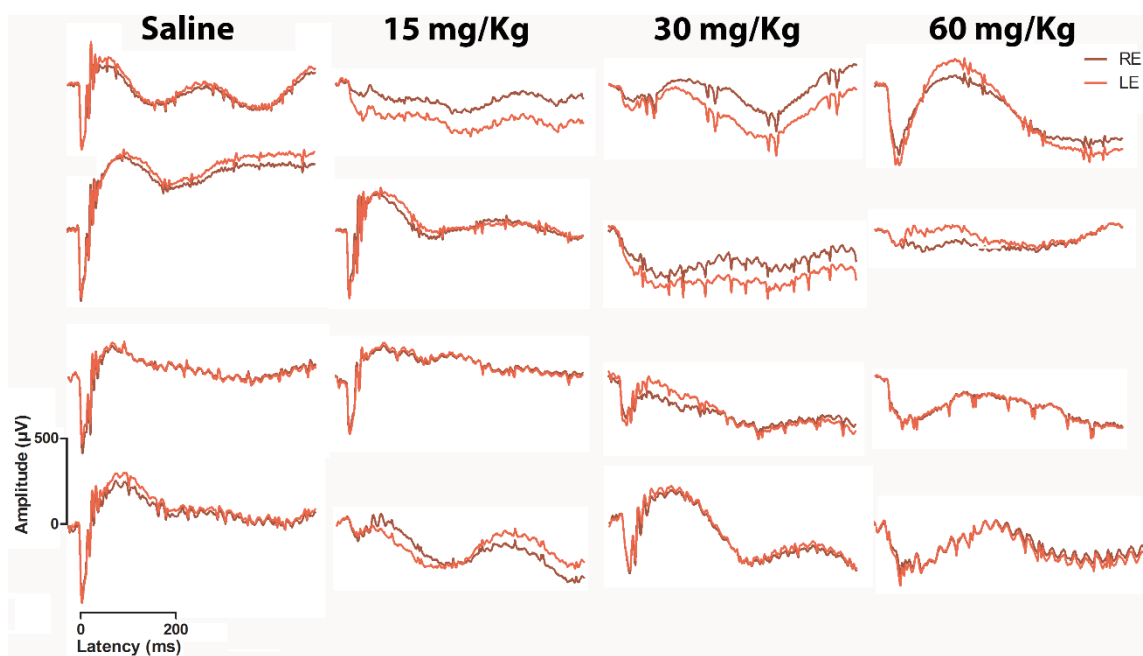 Saline 15 mg/Kg 30 mg/Kg 60 mg/Kg
RE
LE
500
Amplitude (µV)
0
0 200
Latency (ms)